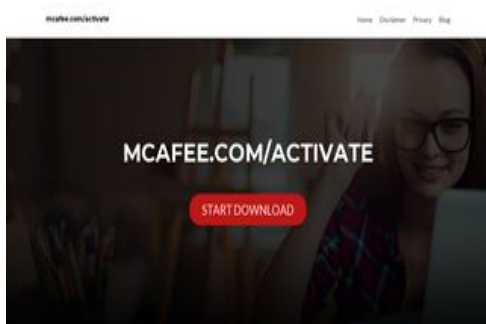 mcafee.com/activate
Home Disclaimer Privacy Blog
MCAFEE.COM/ACTIVATE
START DOWNLOAD